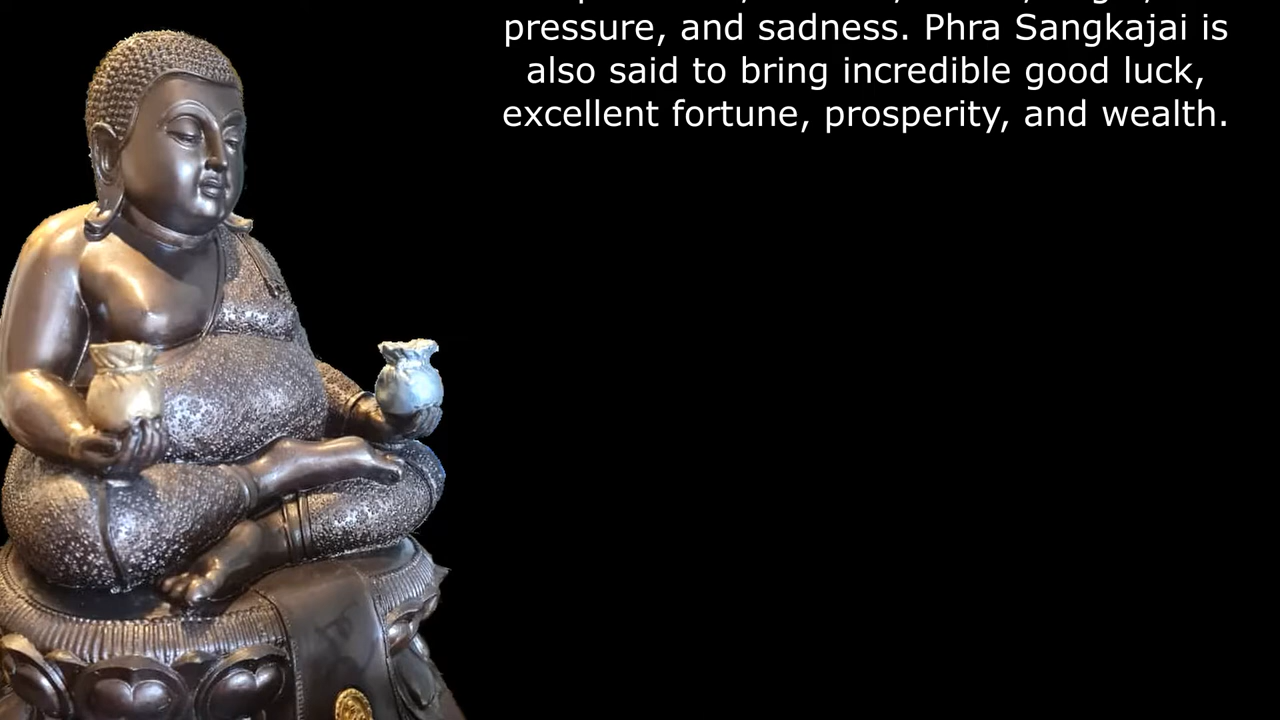 pressure, and sadness. Phra Sangkajai is
also said to bring incredible good luck,
excellent fortune, prosperity, and wealth.